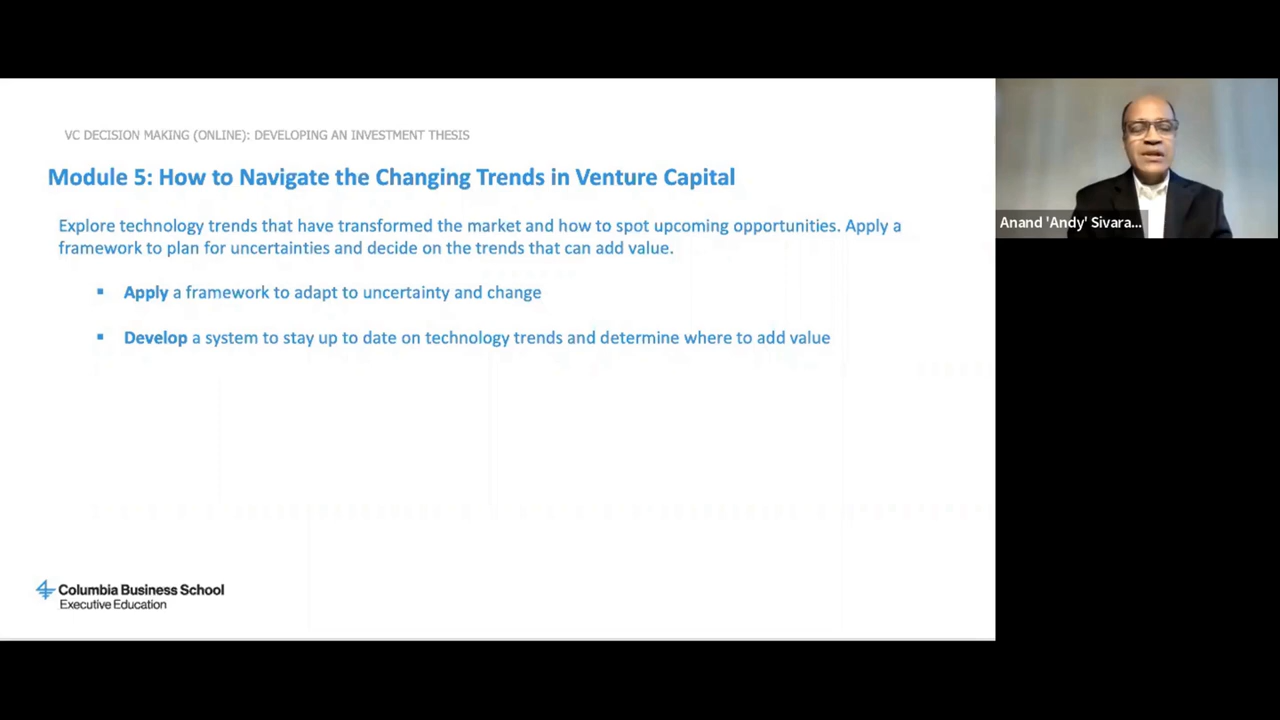 VC DECISION MAKING (ONLINE): DEVELOPING AN INVESTMENT THESIS
Module 5: How to Navigate the Changing Trends in Venture Capital
Explore technology trends that have transformed the market and how to spot upcoming opportunities. Apply a
framework to plan for uncertainties and decide on the trends that can add value.
▪ Apply a framework to adapt to uncertainty and change
▪ Develop a system to stay up to date on technology trends and determine where to add value
Columbia Business School
Executive Education
Anand 'Andy' Sivara...